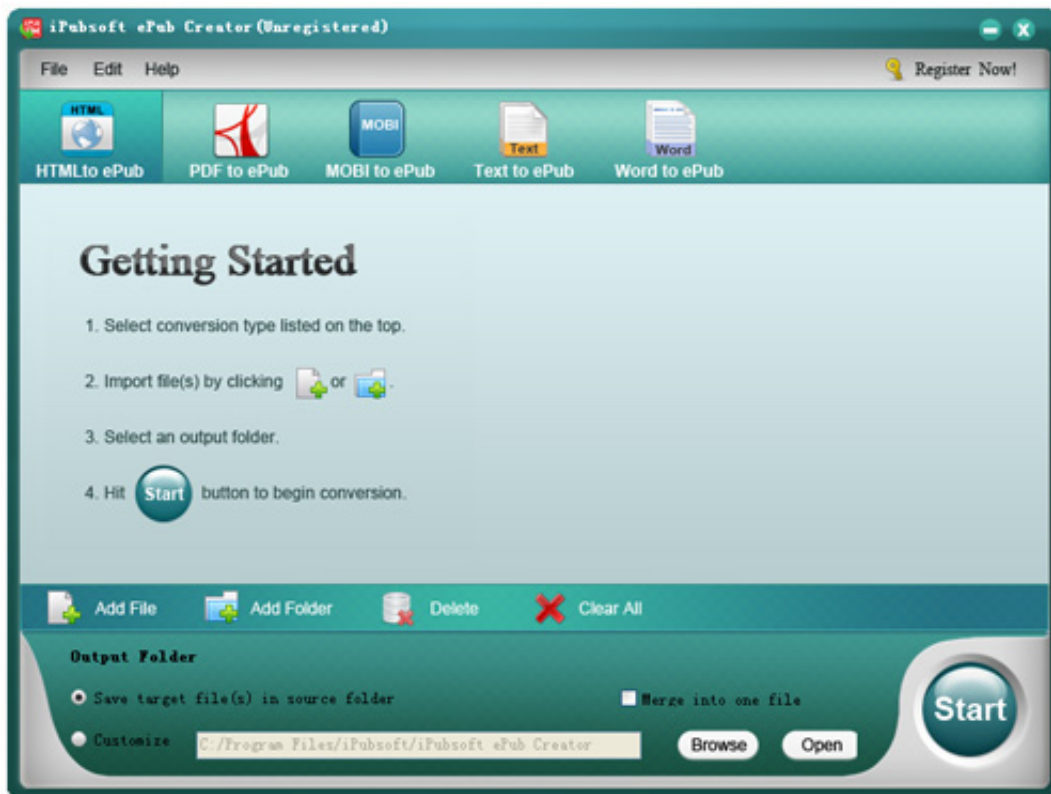 iPubsoft ePub Creator(Unregistered)
File Edit Help Register Now!
HTML MOBI Text Word
HTMLto ePub PDF to ePub MOBI to ePub Text to ePub Word to ePub
Getting Started
1. Select conversion type listed on the top.
2. Import file(s) by clicking or .
3. Select an output folder.
4. Hit Start button to begin conversion.
Add File Add Folder Delete Clear All
Output Folder
Save target file(s) in source folder Merge into one file
Start
Customize C:/Program Files/iPubsoft/iPubsoft ePub Creator Browse Open